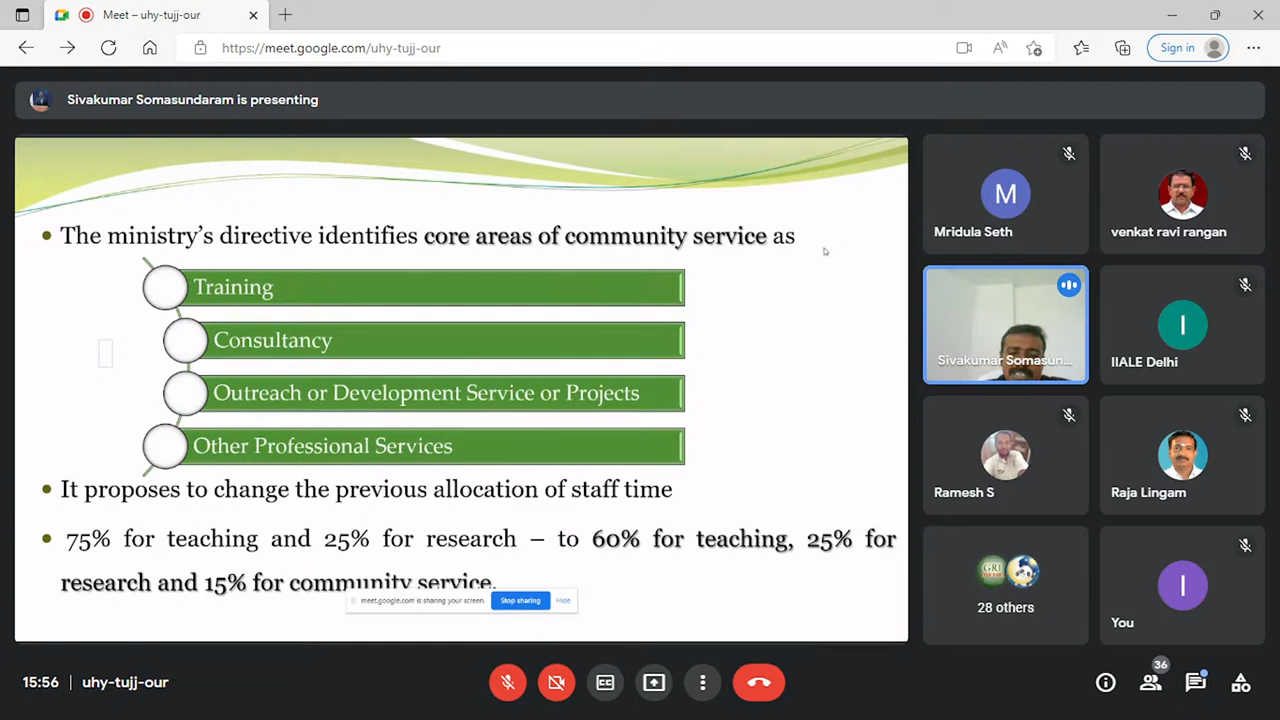 Meet – uhy-tujj-our
https://meet.google.com/uhy-tujj-our
Sign in
Sivakumar Somasundaram is presenting
The ministry's directive identifies core areas of community service as
Training
Consultancy
Outreach or Development Service or Projects
Other Professional Services
It proposes to change the previous allocation of staff time
75% for teaching and 25% for research – to 60% for teaching, 25% for
research and 15% for community service.
meet.google.com is sharing your screen.
Stop sharing
Hide
M
Mridula Seth
venkat ravi rangan
Sivakumar Somasun...
I
IIALE Delhi
Ramesh S
Raja Lingam
28 others
I
You
15:56 | uhy-tujj-our
CC
36